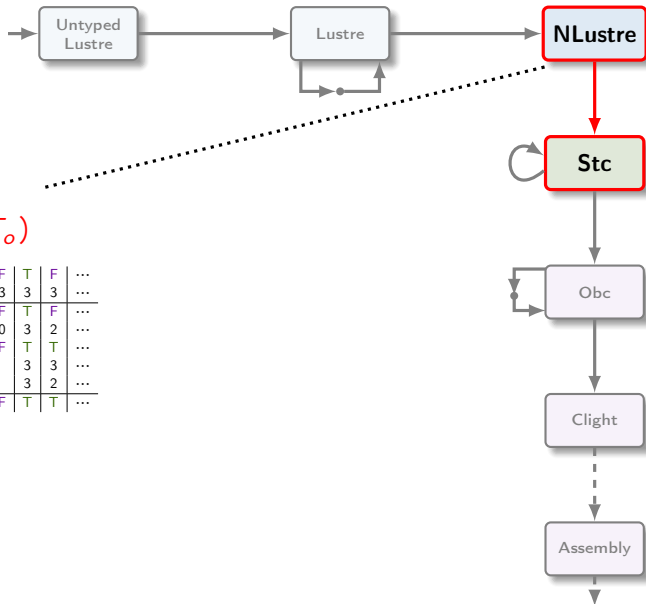 Untyped
Lustre
Lustre
NLustre
Stc
o)
F T F ...
3 3 3 ...
F T F ...
0 3 2 ...
F T T
3 3
3 2 ...
F T T ...
Obc
Clight
Assembly